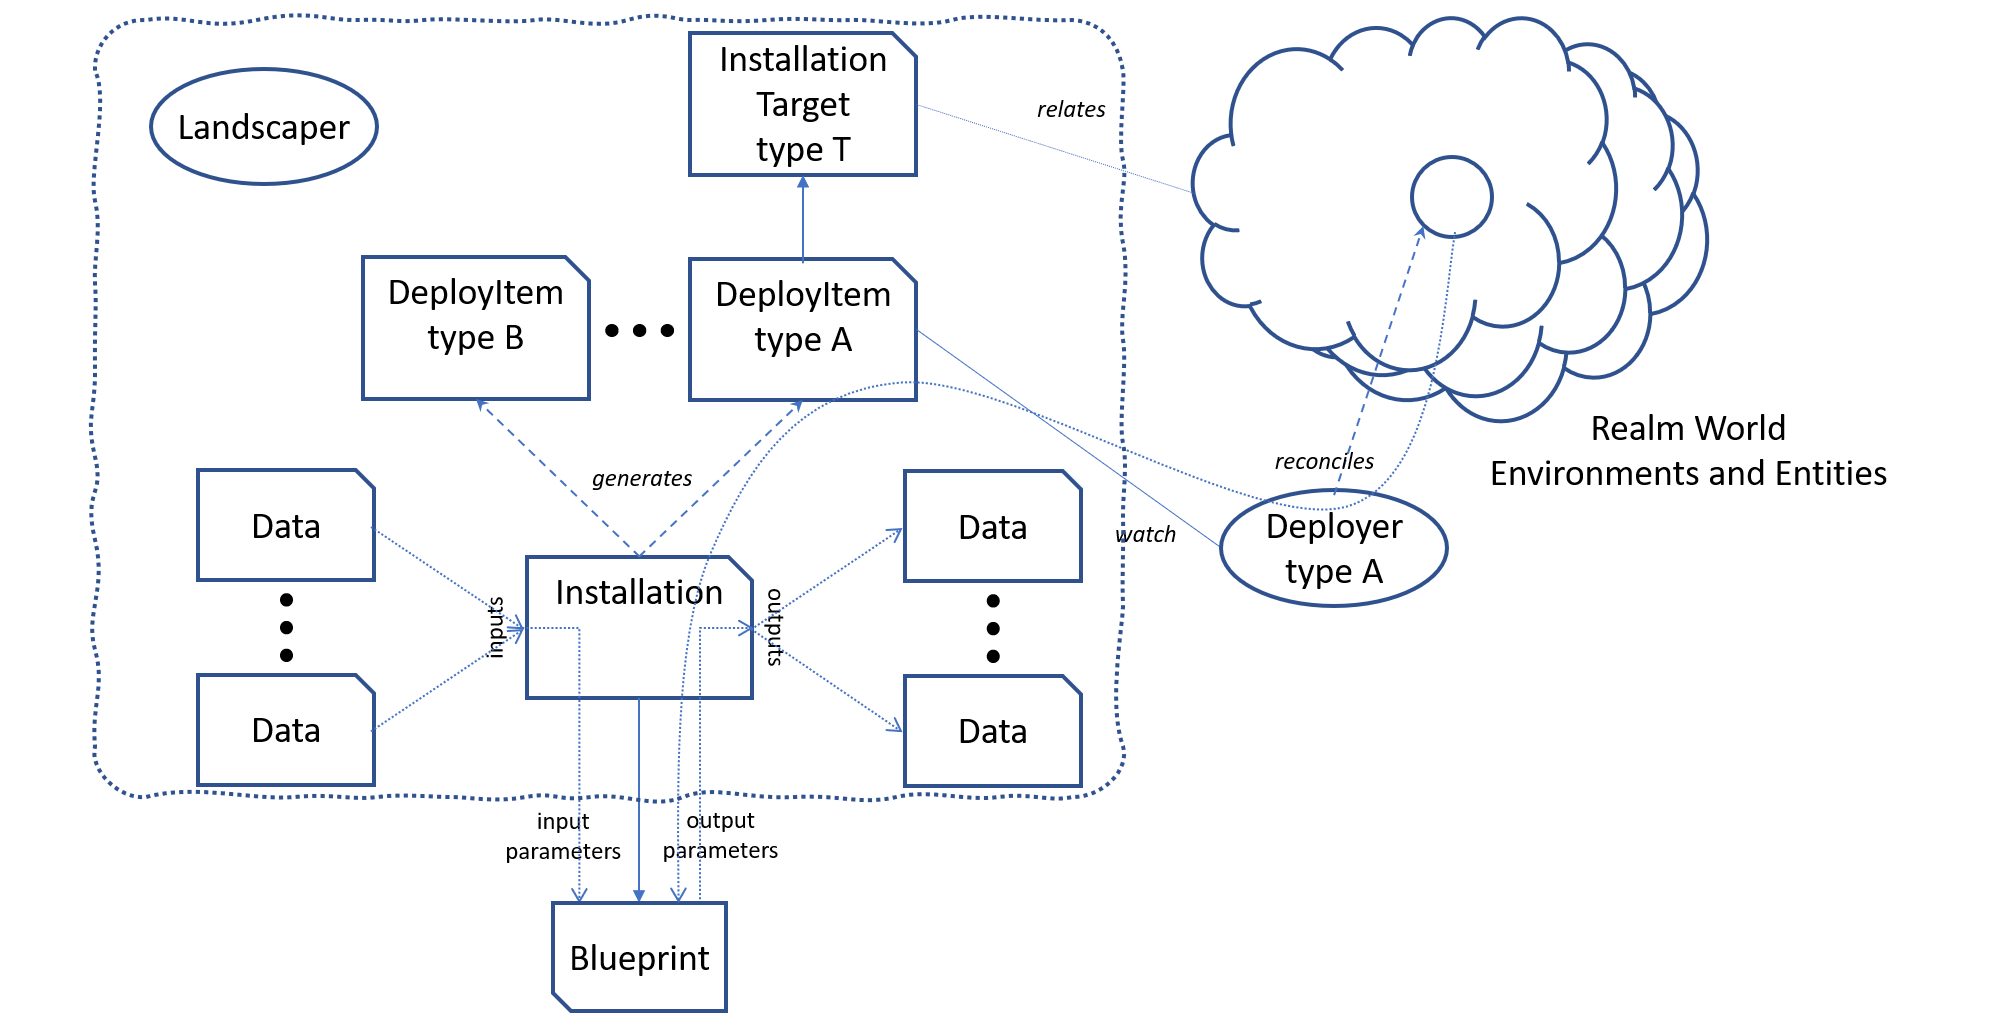 Landscaper
Installation
Target
type T
relates
DeployItem
type B
DeployItem
type A
Realm World
Environments and Entities
generates
reconciles
watch
Deployer
type A
Data
Data
inputs
Installation
outputs
Data
Data
input
parameters
output
parameters
Blueprint